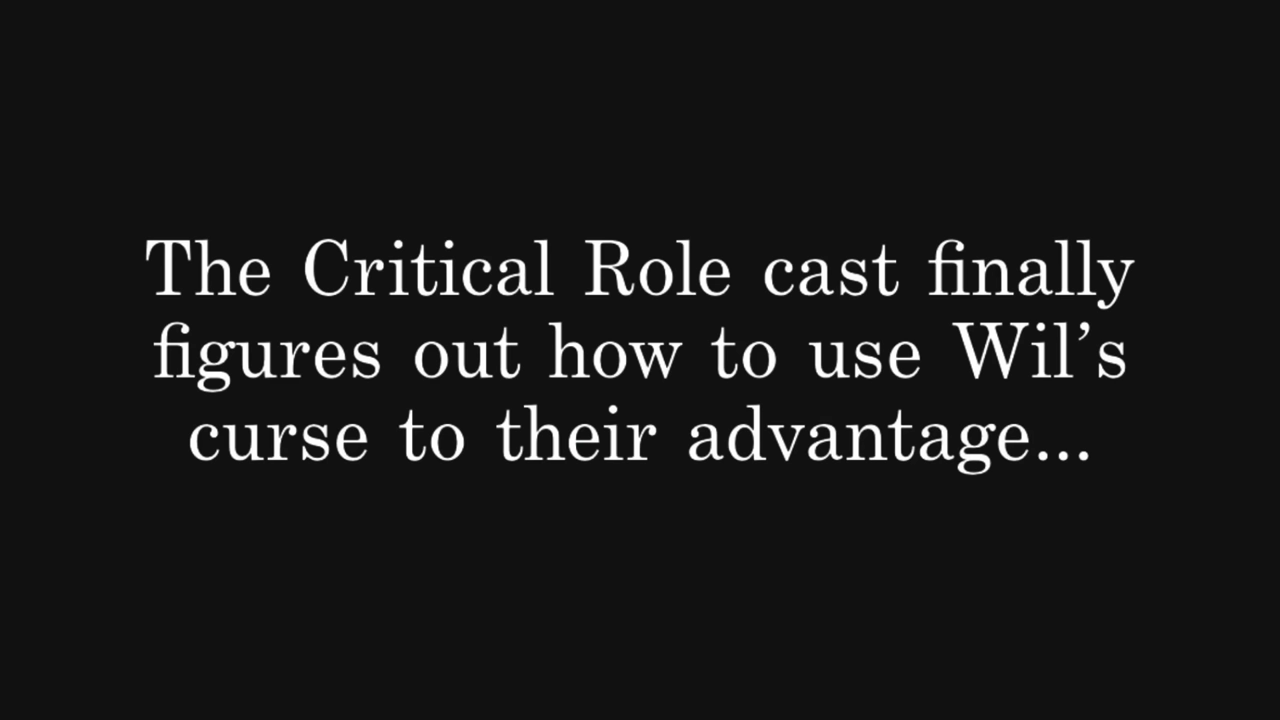 The Critical Role cast finally
figures out how to use Wil’s
curse to their advantage...